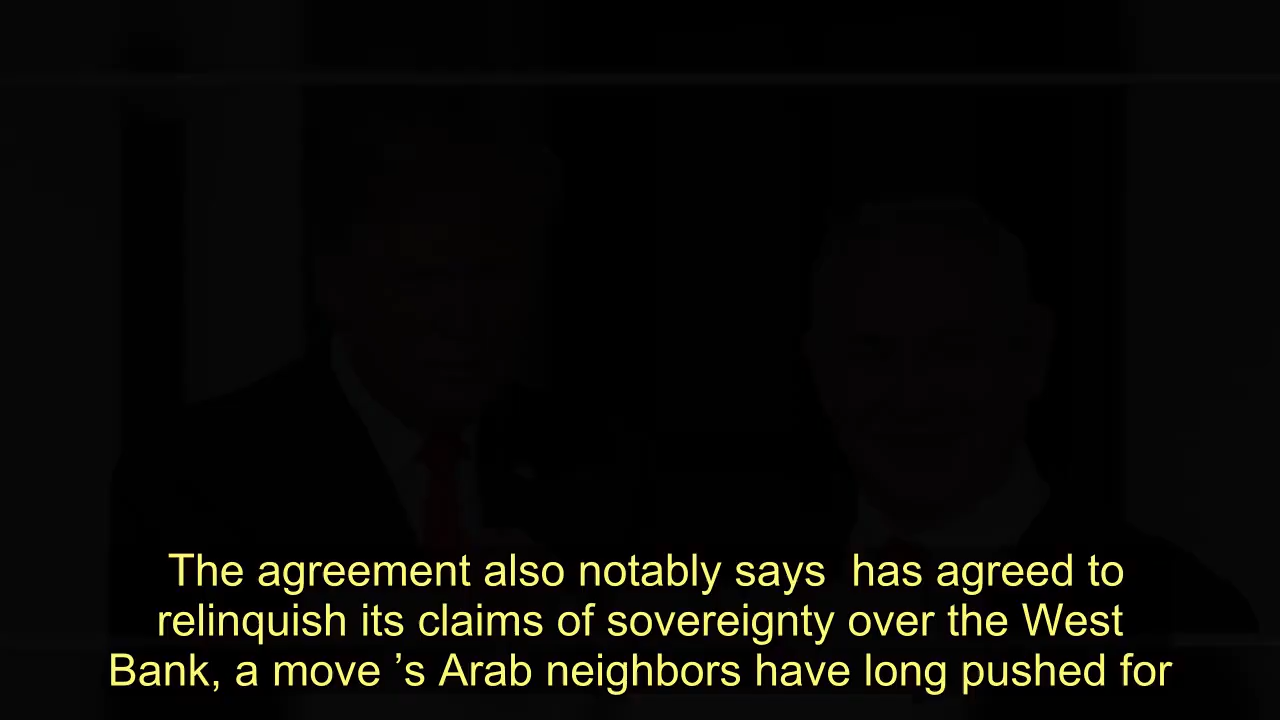 The agreement also notably says  has agreed to
relinquish its claims of sovereignty over the West
Bank, a move ’s Arab neighbors have long pushed for